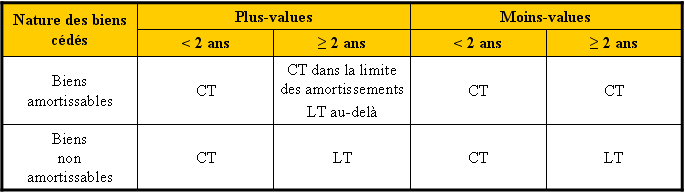 Nature des biens
cédés
Plus-values
Moins-values
< 2 ans
≥ 2 ans
< 2 ans
≥ 2 ans
Biens
amortissables
CT
CT dans la limite
des amortissements
LT au-delà
CT
CT
Biens
non
amortissables
CT
LT
CT
LT